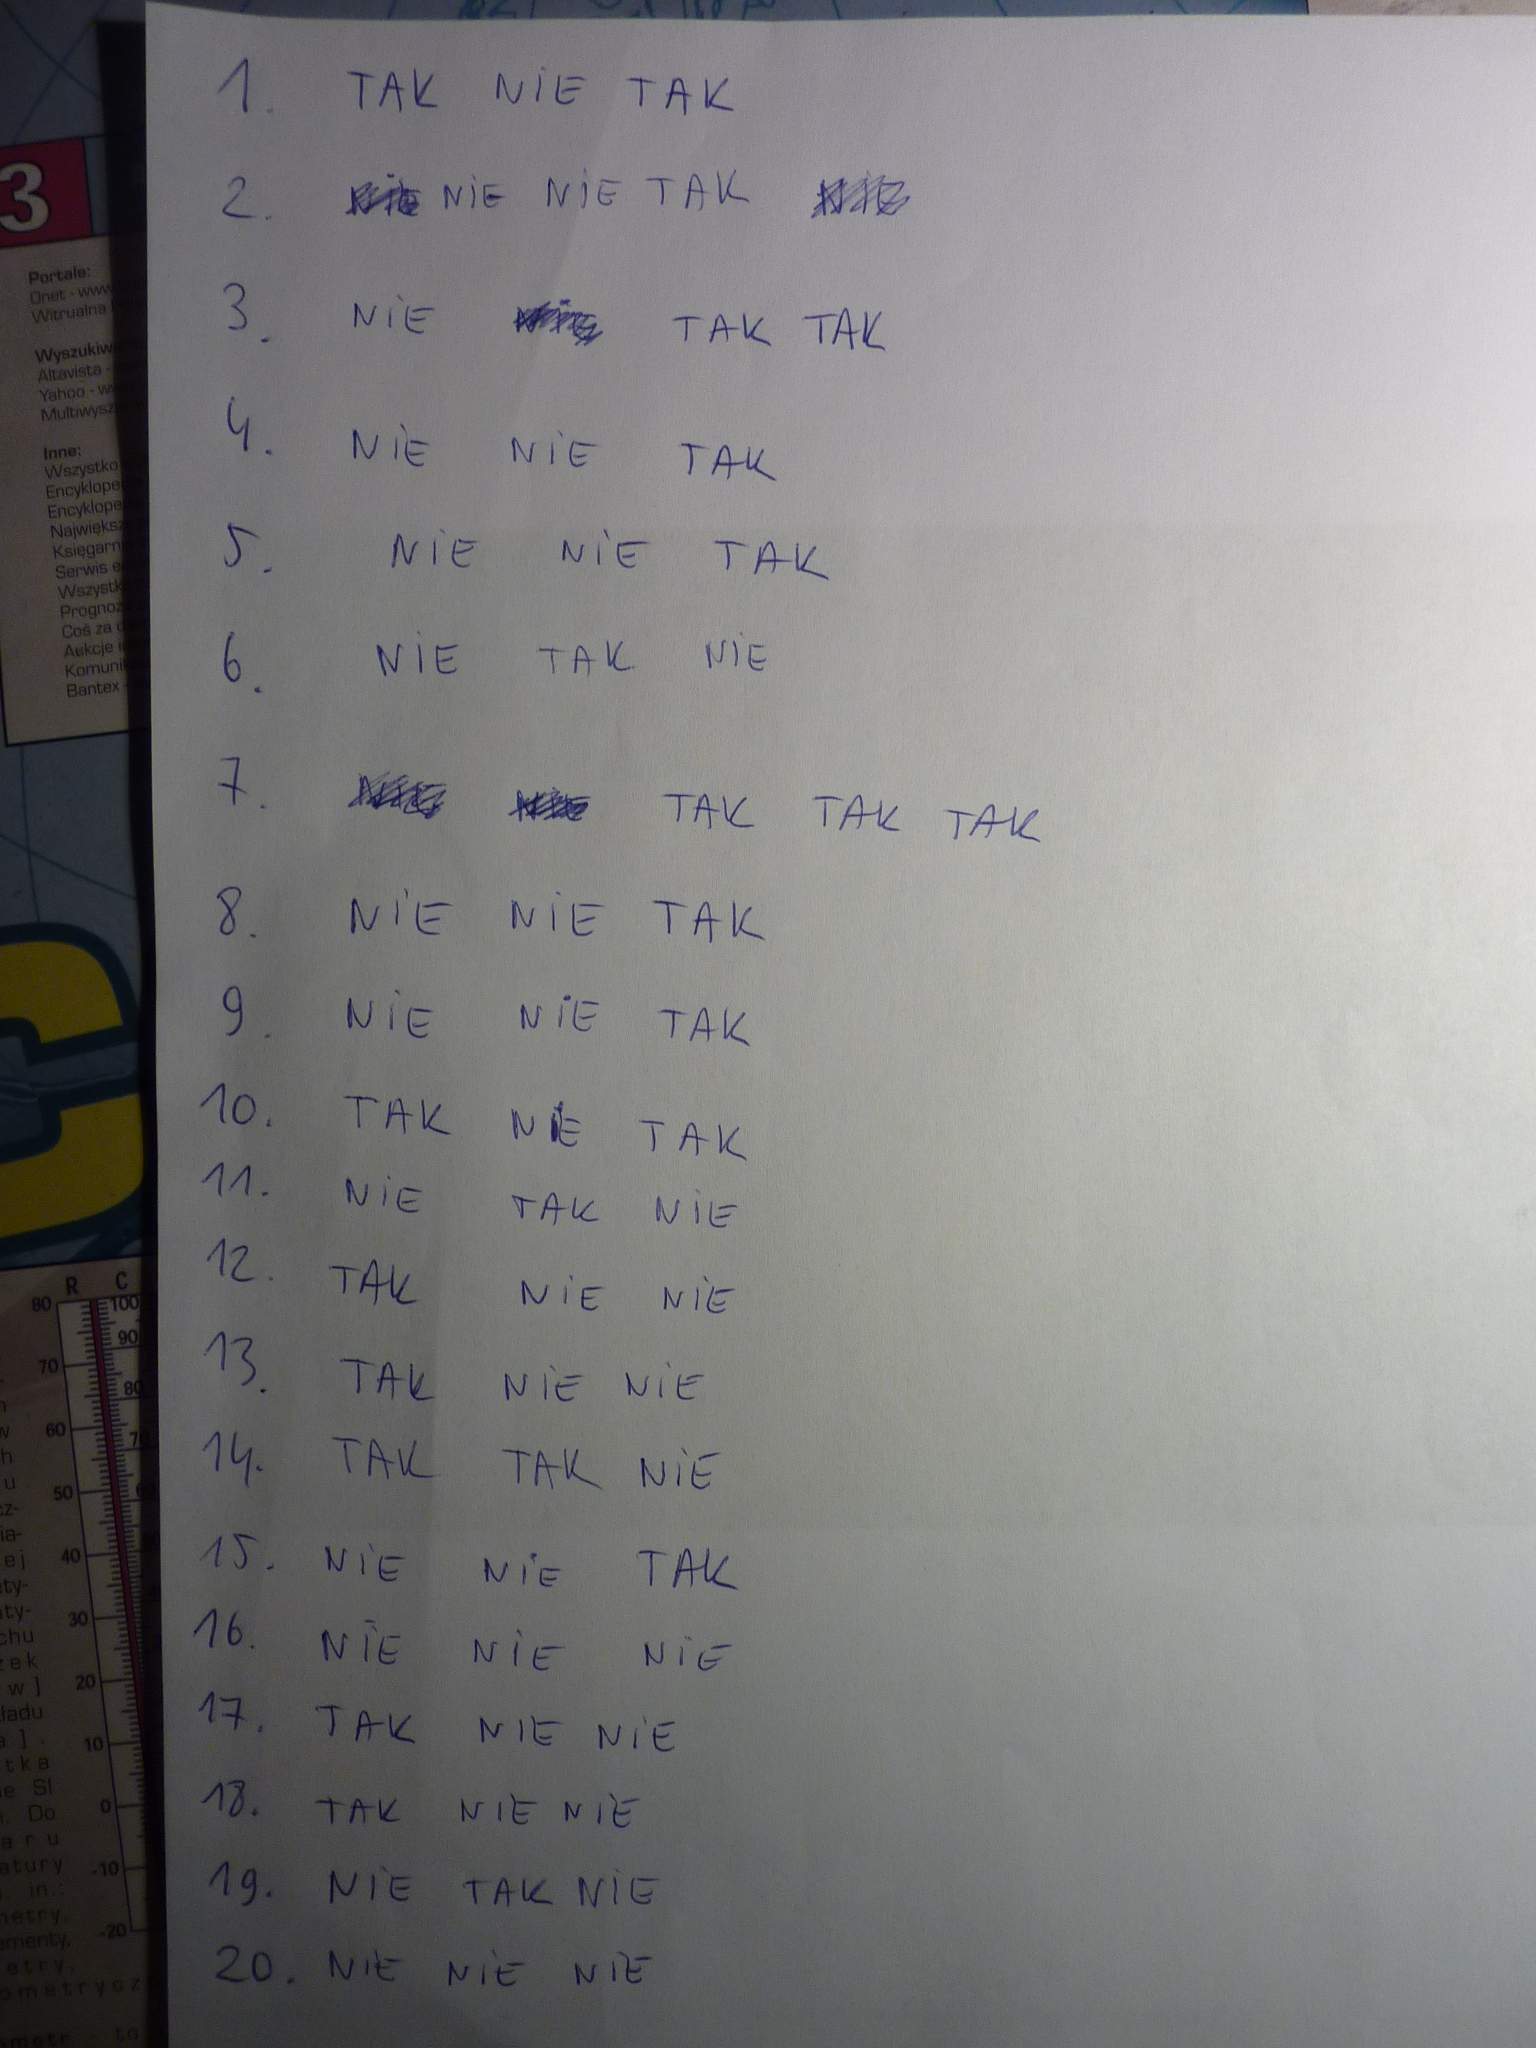 1. TAK NIE TAK
2. NIE NIE TAK
3. NIE TAK TAK
4. NIE NIE TAK
5. NIE NIE TAK
6. NIE TAK NIE
7. TAK TAK TAK
8. NIE NIE TAK
9. NIE NIE TAK
10. TAK NIE TAK
11. NIE TAK NIE
12. TAK NIE NIE
13. TAK NIE NIE
14. TAK TAK NIE
15. NIE NIE TAK
16. NIE NIE NIE
17. TAK NIE NIE
18. TAK NIE NIE
19. NIE TAK NIE
20. NIE NIE NIE
3
Portale:
Onet - www
Witrualna
Wyszukiw
Altavista -
Yahoo - w
Multiwysz
Inne:
Wszystko
Encyklope
Encyklope
Najwięks
Księgarn
Serwis e
Wszystk
Prognoz
Coś za d
Aukcje i
Komuni
Bantex -
R C
80 100
90
70
80
60
70
50
60
40
30
20
10
0
-10
-20